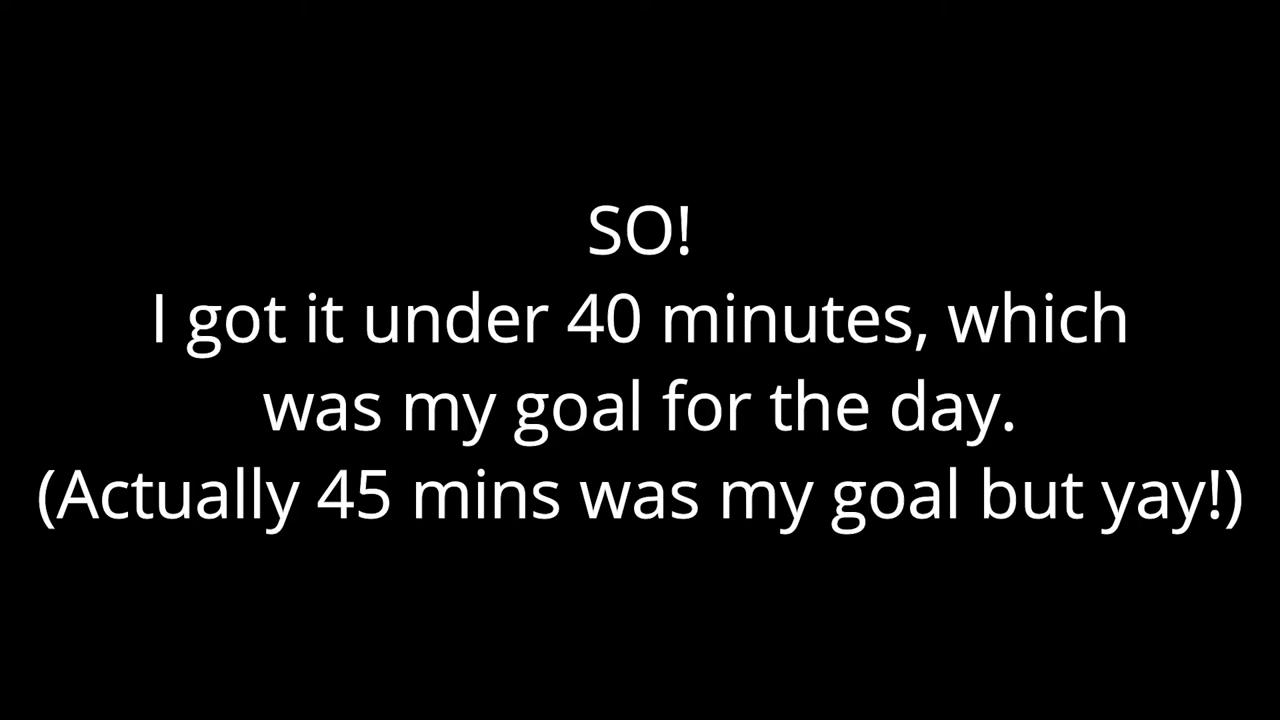 SO!
I got it under 40 minutes, which
was my goal for the day.
(Actually 45 mins was my goal but yay!)